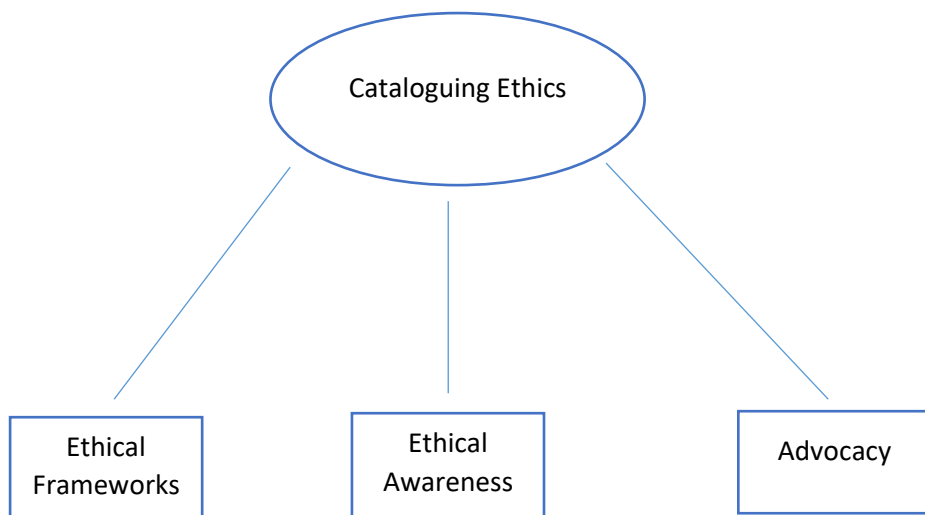 Cataloguing Ethics
Ethical
Frameworks
Ethical
Awareness
Advocacy